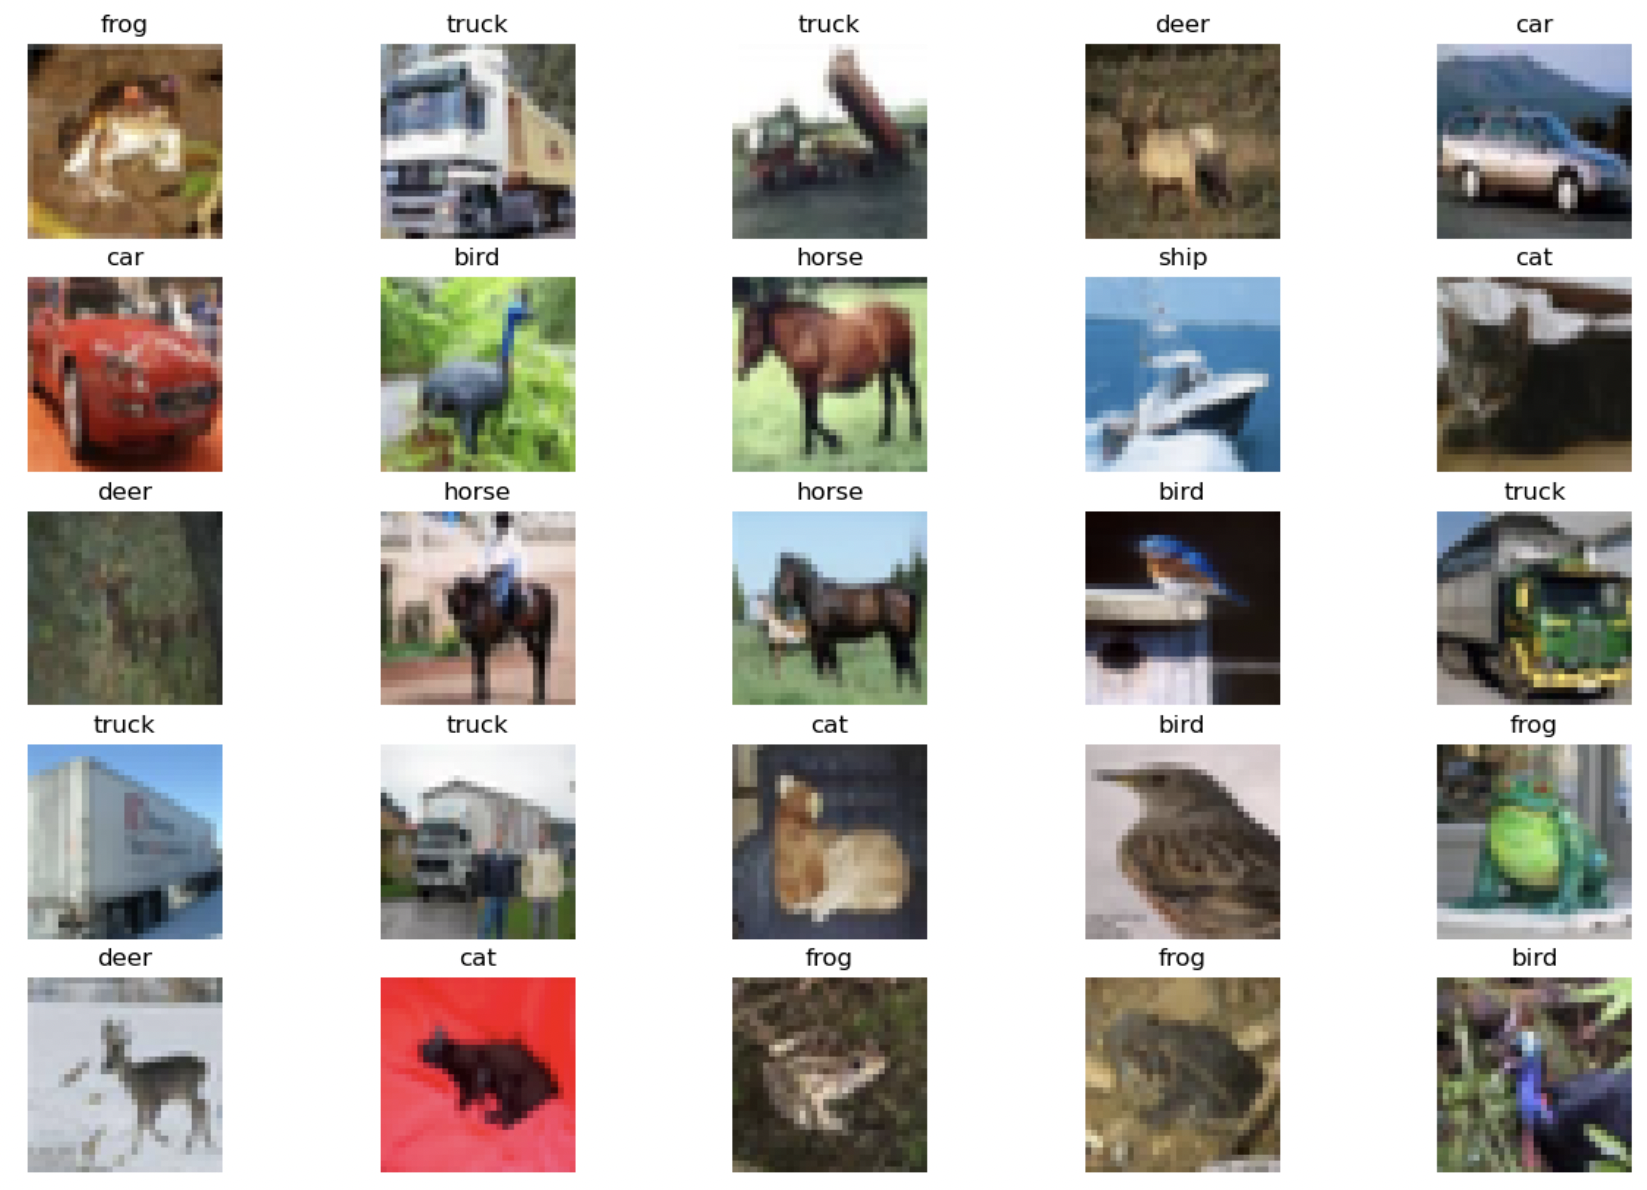 frog truck truck deer car
car bird horse ship cat
deer horse horse bird truck
truck truck cat bird frog
deer cat frog frog bird